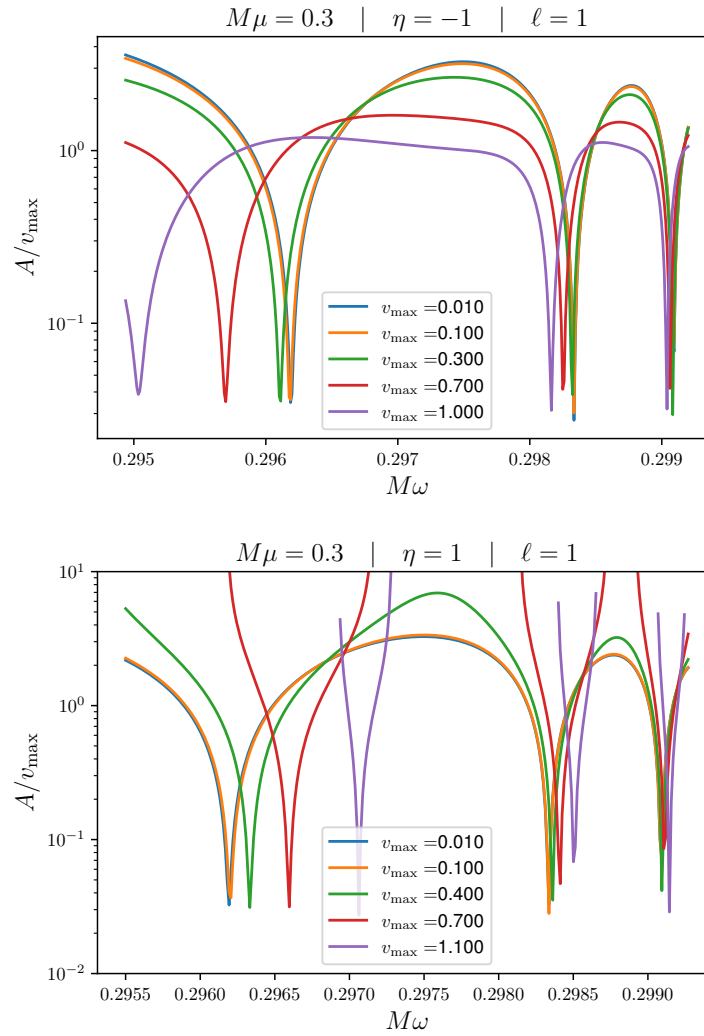 Mμ = 0.3 | η = −1 | ℓ = 1
A/v_max
10^0
10^−1
v_max =0.010
v_max =0.100
v_max =0.300
v_max =0.700
v_max =1.000
0.295 0.296 0.297 0.298 0.299
Mω
Mμ = 0.3 | η = 1 | ℓ = 1
A/v_max
10^1
10^0
10^−1
10^−2
v_max =0.010
v_max =0.100
v_max =0.400
v_max =0.700
v_max =1.100
0.2955 0.2960 0.2965 0.2970 0.2975 0.2980 0.2985 0.2990
Mω